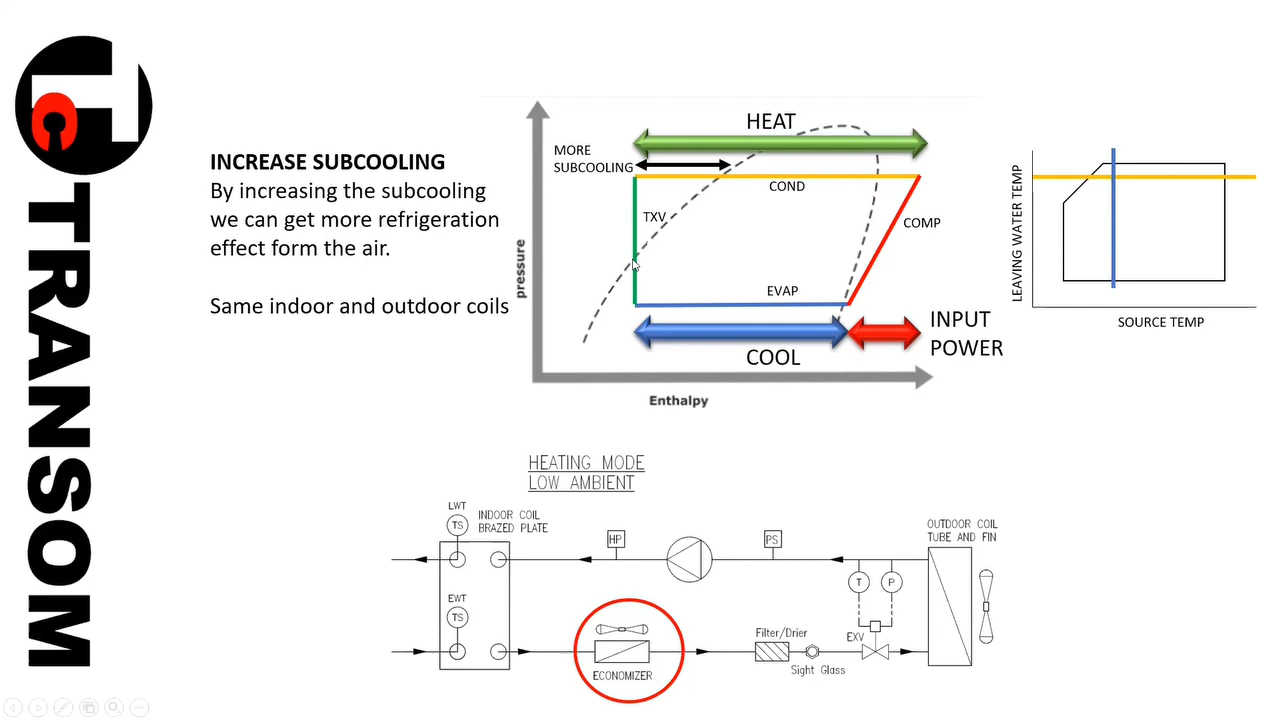 TC
TRANSOM
INCREASE SUBCOOLING
By increasing the subcooling
we can get more refrigeration
effect form the air.
Same indoor and outdoor coils
HEAT
MORE
SUBCOOLING
COND
TXV
COMP
EVAP
pressure
COOL
INPUT
POWER
Enthalpy
LEAVING WATER TEMP
SOURCE TEMP
HEATING MODE
LOW AMBIENT
LWT
TS
INDOOR COIL
BRAZED PLATE
HP
PS
OUTDOOR COIL
TUBE AND FIN
T
P
EWT
TS
ECONOMIZER
Filter/Drier
Sight Glass
EXV